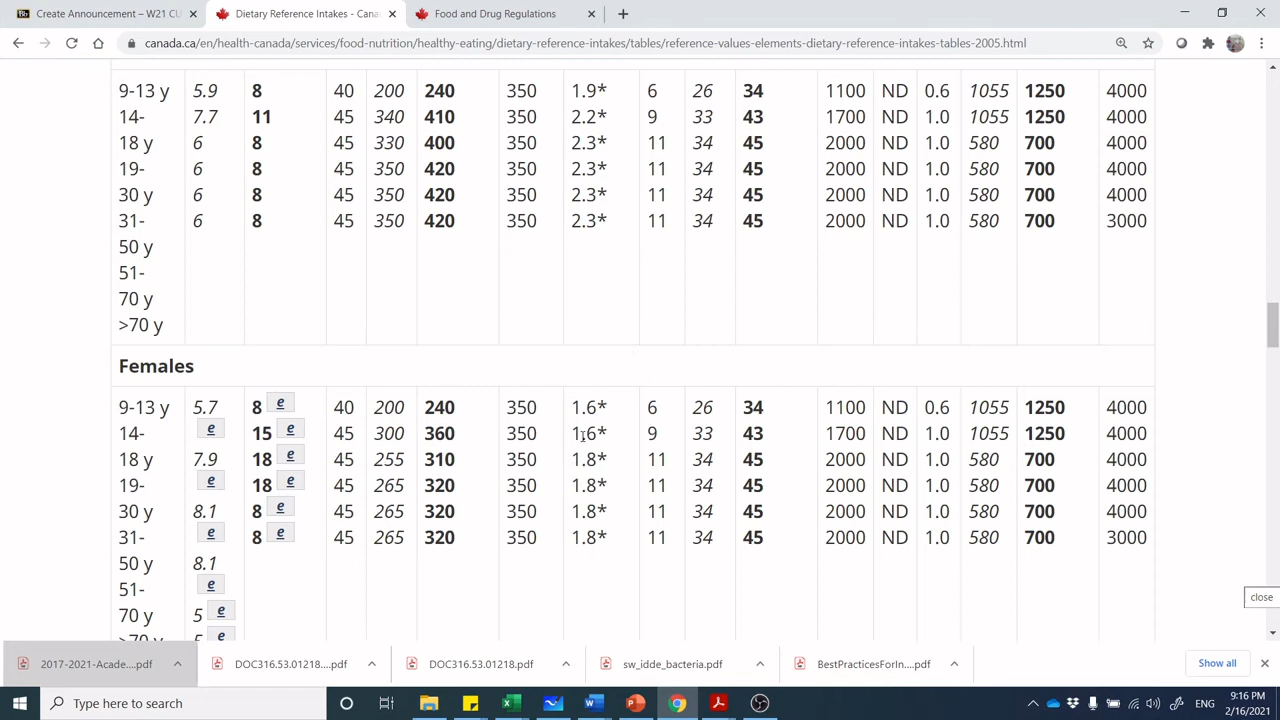 Create Announcement – W21 CU
Dietary Reference Intakes - Cana
Food and Drug Regulations
canada.ca/en/health-canada/services/food-nutrition/healthy-eating/dietary-reference-intakes/tables/reference-values-elements-dietary-reference-intakes-tables-2005.html
9-13 y 5.9 8 40 200 240 350 1.9* 6 26 34 1100 ND 0.6 1055 1250 4000
14- 7.7 11 45 340 410 350 2.2* 9 33 43 1700 ND 1.0 1055 1250 4000
18 y 6 8 45 330 400 350 2.3* 11 34 45 2000 ND 1.0 580 700 4000
19- 6 8 45 350 420 350 2.3* 11 34 45 2000 ND 1.0 580 700 4000
30 y 6 8 45 350 420 350 2.3* 11 34 45 2000 ND 1.0 580 700 4000
31- 6 8 45 350 420 350 2.3* 11 34 45 2000 ND 1.0 580 700 3000
50 y
51-
70 y
>70 y
Females
9-13 y 5.7 8 e 40 200 240 350 1.6* 6 26 34 1100 ND 0.6 1055 1250 4000
14- e 15 e 45 300 360 350 1.6* 9 33 43 1700 ND 1.0 1055 1250 4000
18 y 7.9 18 e 45 255 310 350 1.8* 11 34 45 2000 ND 1.0 580 700 4000
19- e 18 e 45 265 320 350 1.8* 11 34 45 2000 ND 1.0 580 700 4000
30 y 8.1 8 e 45 265 320 350 1.8* 11 34 45 2000 ND 1.0 580 700 4000
31- e 8 e 45 265 320 350 1.8* 11 34 45 2000 ND 1.0 580 700 3000
50 y 8.1
51- e
70 y 5 e
>70 y 5 e
close
2017-2021-Acade....pdf
DOC316.53.01218.pdf
DOC316.53.01218.pdf
sw_idde_bacteria.pdf
BestPracticesForIn....pdf
Show all
Type here to search
ENG
9:16 PM
2/16/2021